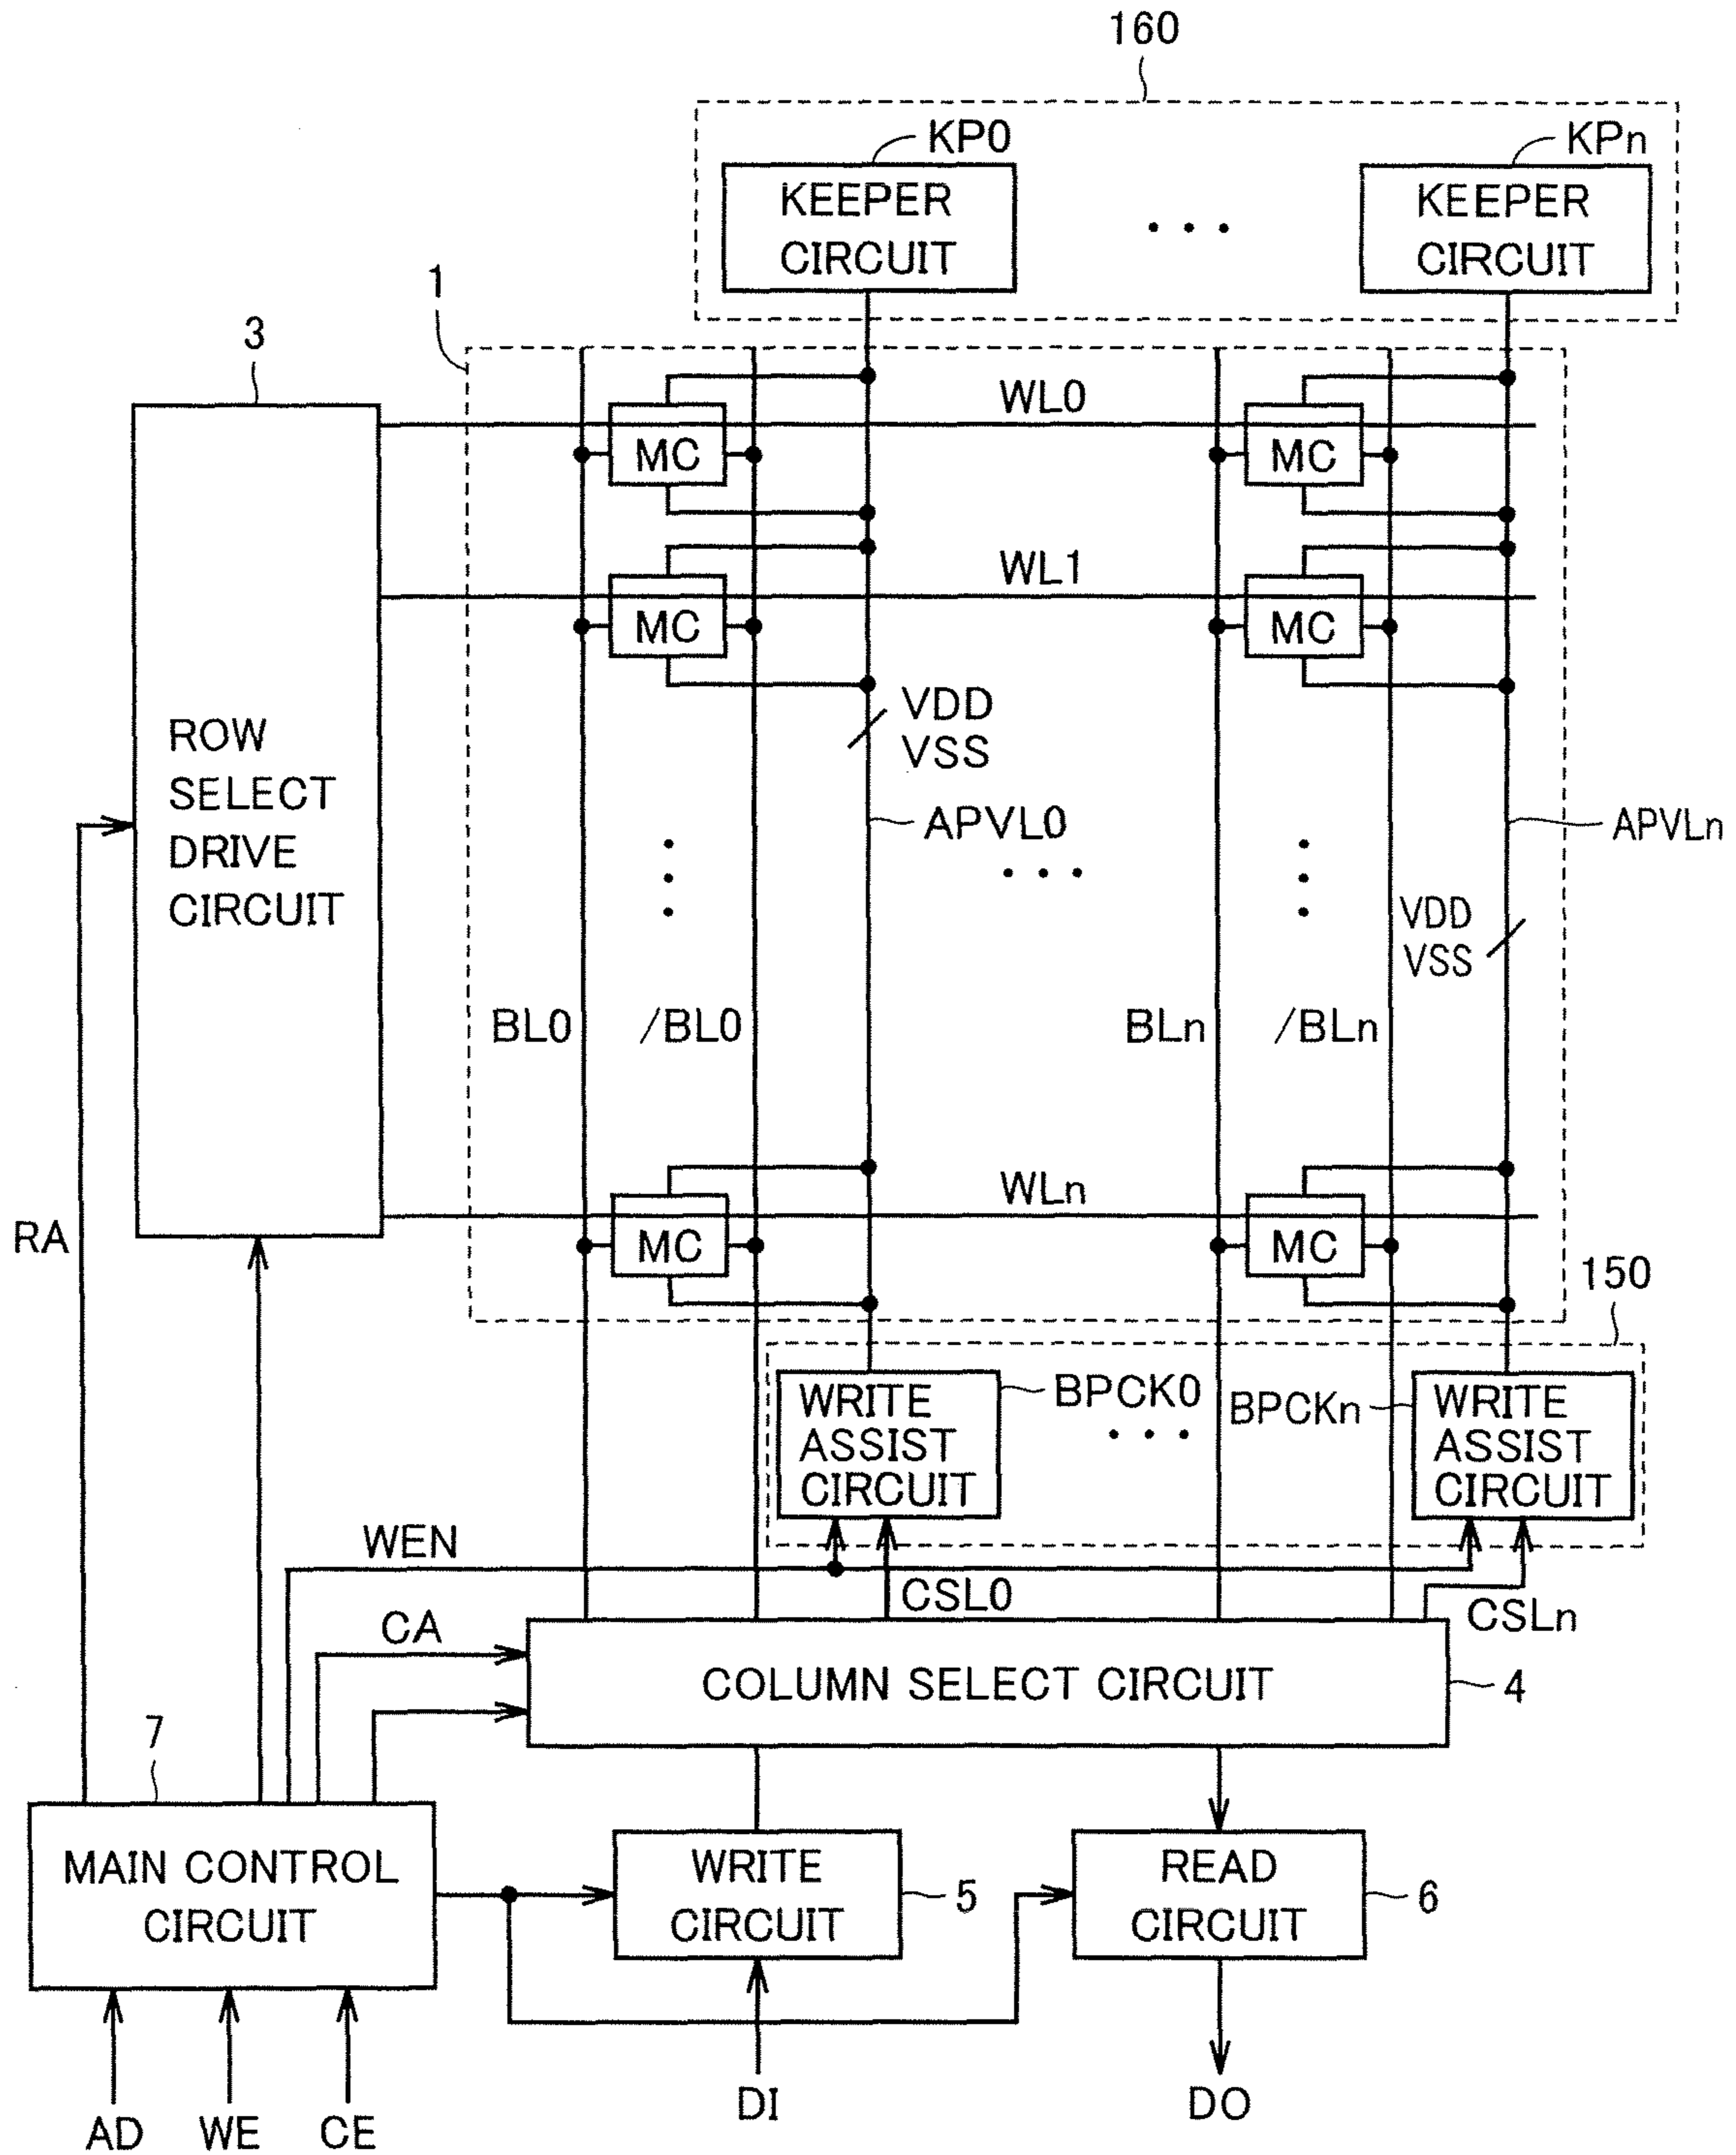 160
KP0
KPn
KEEPER
CIRCUIT
KEEPER
CIRCUIT
1
3
WL0
MC
MC
WL1
MC
MC
VDD
VSS
ROW
SELECT
DRIVE
CIRCUIT
APVL0
APVLn
VDD
VSS
BL0
/BL0
BLn
/BLn
WLn
RA
MC
MC
150
WRITE
ASSIST
CIRCUIT
BPCK0
BPCKn
WRITE
ASSIST
CIRCUIT
WEN
CSL0
CSLn
CA
COLUMN SELECT CIRCUIT
4
7
MAIN CONTROL
CIRCUIT
WRITE
CIRCUIT
5
READ
CIRCUIT
6
AD
WE
CE
DI
DO